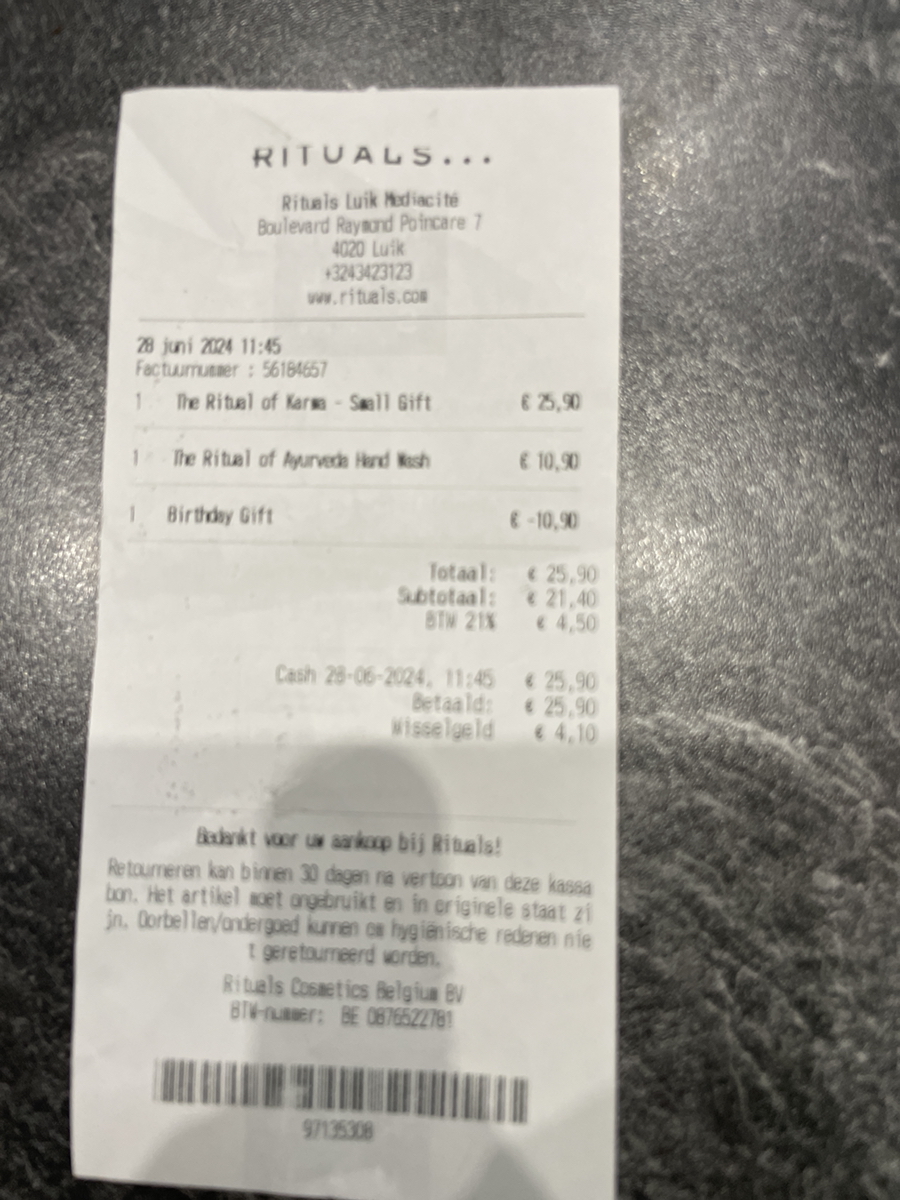 RITUALS...
Rituals Luik Mediacité
Boulevard Raymond Poincare 7
4020 Luik
+3243423123
www.rituals.com
28 juni 2024 11:45
Factuurnummer : 56184657
1 The Ritual of Karma - Small Gift € 25,90
1 The Ritual of Ayurveda Hand Wash € 10,90
1 Birthday Gift € -10,90
Totaal: € 25,90
Subtotaal: € 21,40
BTW 21% € 4,50
Cash 28-06-2024, 11:45 € 25,90
Betaald: € 25,90
Wisselgeld € 4,10
Bedankt voor uw aankoop bij Rituals!
Retourneren kan binnen 30 dagen na vertoon van deze kassa
bon. Het artikel moet ongebruikt en in originele staat zi
jn. Oorbellen/ondergoed kunnen om hygiënische redenen nie
t geretourneerd worden.
Rituals Cosmetics Belgium BV
BTW-nummer: BE 0876522781
97135308